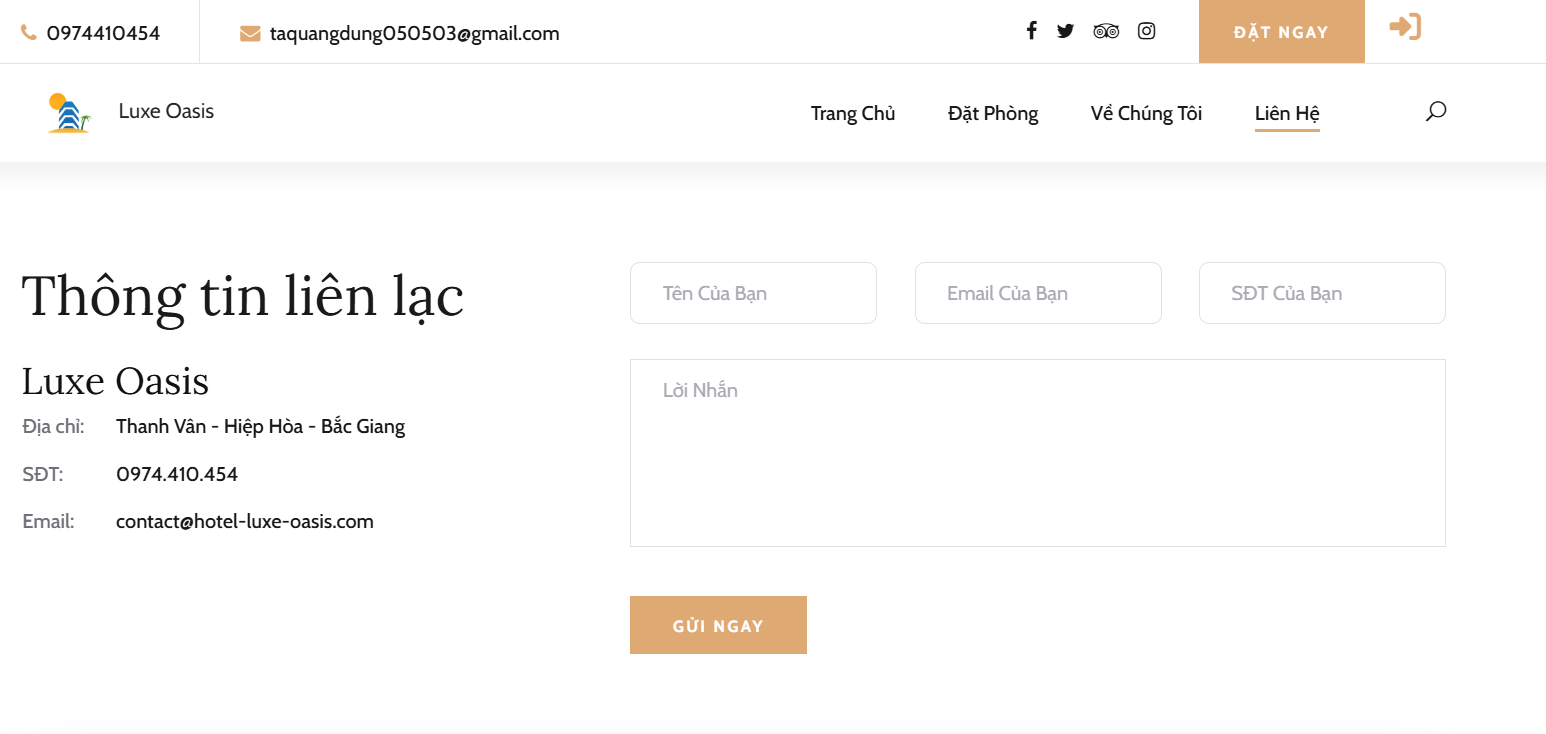 0974410454 taquangdung050503@gmail.com ĐẶT NGAY
Luxe Oasis Trang Chủ Đặt Phòng Về Chúng Tôi Liên Hệ
Thông tin liên lạc
Luxe Oasis
Địa chỉ: Thanh Vân - Hiệp Hòa - Bắc Giang
SĐT: 0974.410.454
Email: contact@hotel-luxe-oasis.com
Tên Của Bạn Email Của Bạn SĐT Của Bạn
Lời Nhắn
GỬI NGAY